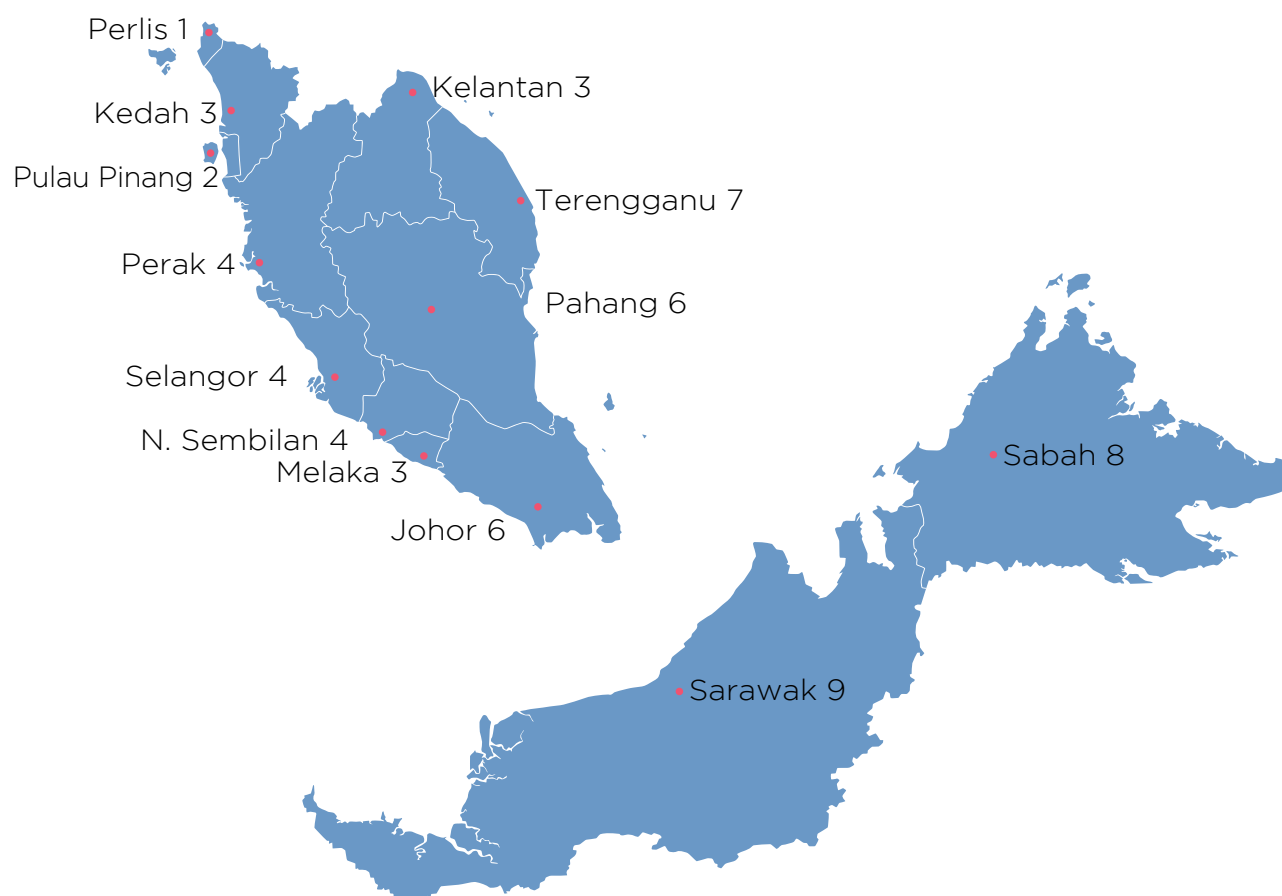 Perlis 1
Kelantan 3
Kedah 3
Pulau Pinang 2
Terengganu 7
Perak 4
Pahang 6
Selangor 4
N. Sembilan 4
Sabah 8
Melaka 3
Johor 6
Sarawak 9